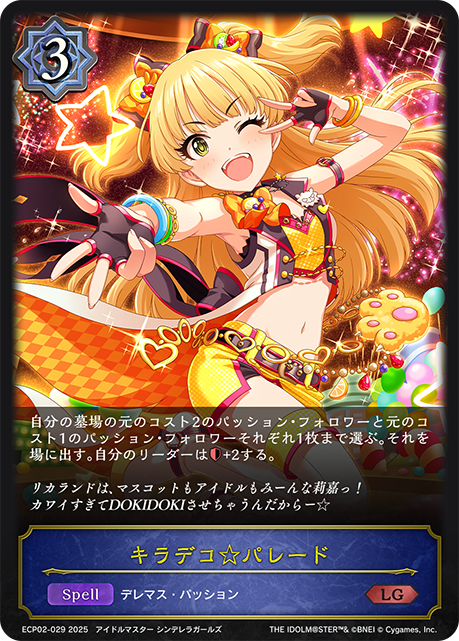 3
自分の墓場の元のコスト2のパッション・フォロワーと元のコ
スト1のパッション・フォロワーそれぞれ1枚まで選ぶ。それを
場に出す。自分のリーダーは+2する。
リカランドは、マスコットもアイドルもみーんな莉嘉っ！
カワイすぎてDOKIDOKIさせちゃうんだからー☆
キラデコ☆パレード
Spell デレマス・パッション LG
ECP02-029 2025 アイドルマスター シンデレラガールズ THE IDOLM@STER™& ©BNEI © Cygames, Inc.